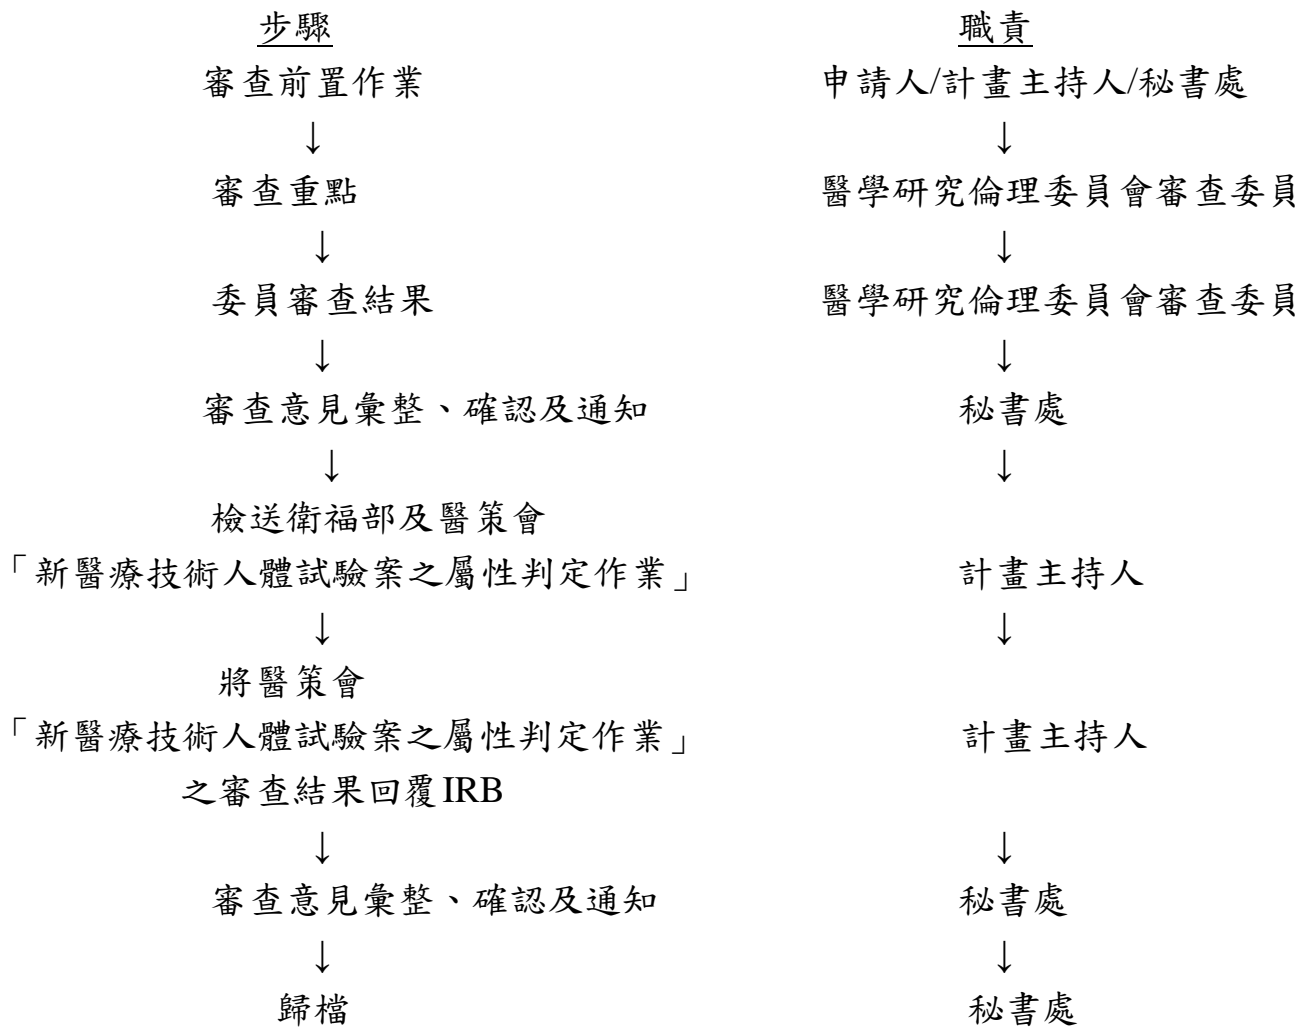 步驟 職責
審查前置作業 申請人/計畫主持人/秘書處
↓ ↓
審查重點 醫學研究倫理委員會審查委員
↓ ↓
委員審查結果 醫學研究倫理委員會審查委員
↓ ↓
審查意見彙整、確認及通知 秘書處
↓ ↓
檢送衛福部及醫策會
「新醫療技術人體試驗案之屬性判定作業」 計畫主持人
↓ ↓
將醫策會
「新醫療技術人體試驗案之屬性判定作業」 計畫主持人
之審查結果回覆IRB
↓ ↓
審查意見彙整、確認及通知 秘書處
↓ ↓
歸檔 秘書處